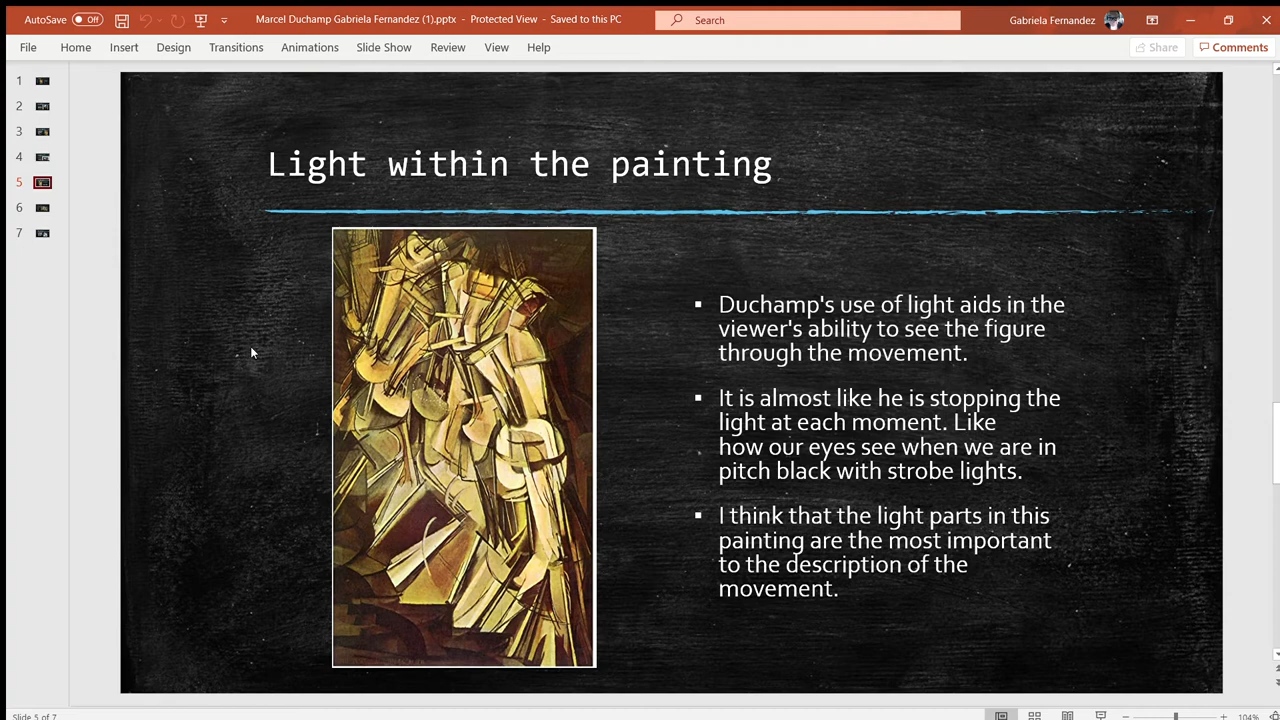 AutoSave Off Marcel Duchamp Gabriela Fernandez (1).pptx - Protected View - Saved to this PC Search Gabriela Fernandez
File Home Insert Design Transitions Animations Slide Show Review View Help Share Comments
1
2
3
4
5
6
7
Light within the painting
▪ Duchamp's use of light aids in the
viewer's ability to see the figure
through the movement.
▪ It is almost like he is stopping the
light at each moment. Like
how our eyes see when we are in
pitch black with strobe lights.
▪ I think that the light parts in this
painting are the most important
to the description of the
movement.
Slide 5 of 7 104%